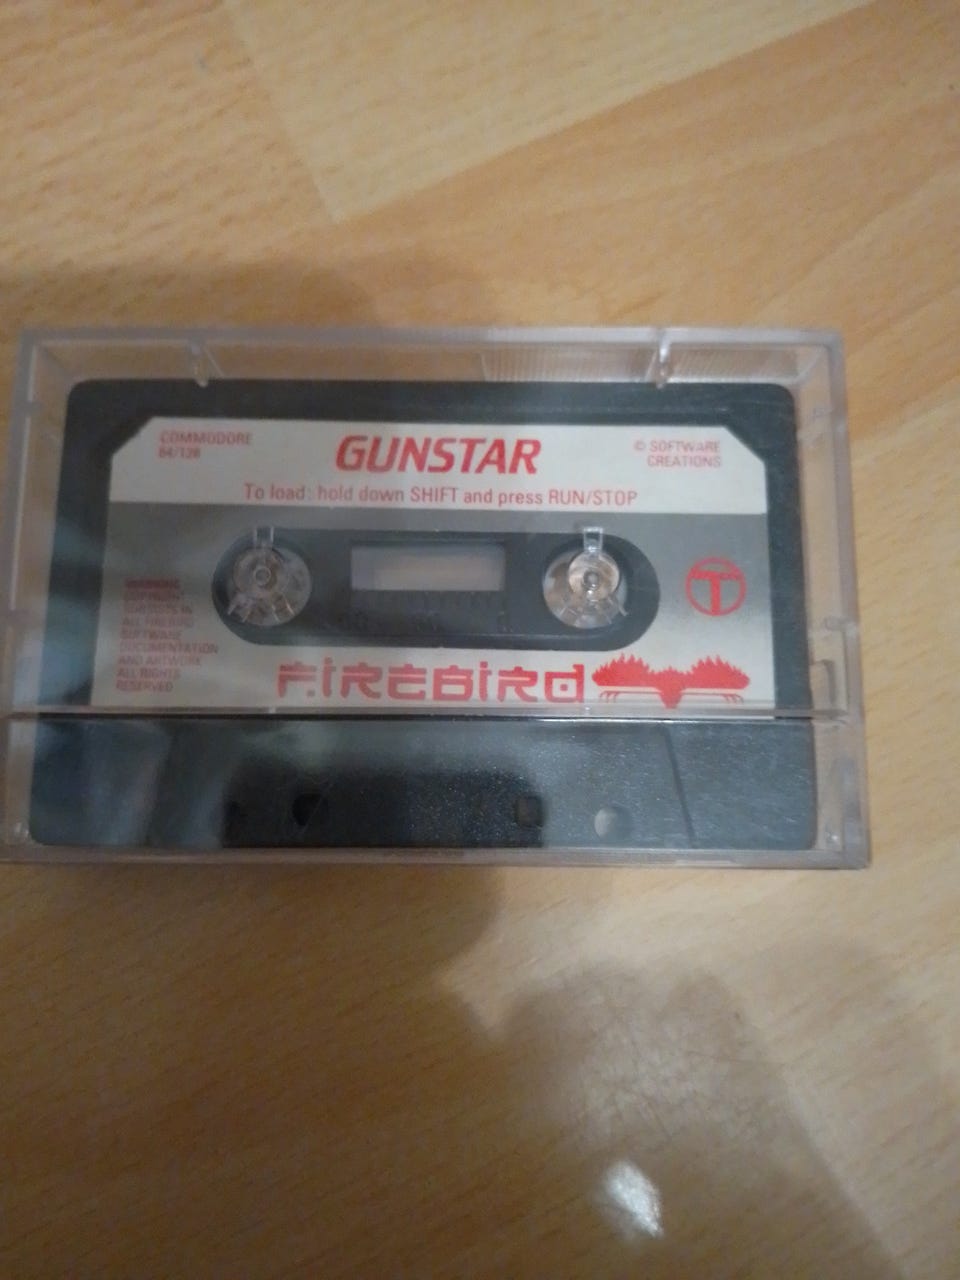 COMMODORE
64/128
GUNSTAR
© SOFTWARE
CREATIONS
To load: hold down SHIFT and press RUN/STOP
WARNING
COPYRIGHT
SUBSISTS IN
ALL FIREBIRD
SOFTWARE
DOCUMENTATION
AND ARTWORK
ALL RIGHTS
RESERVED
FIREBIRD